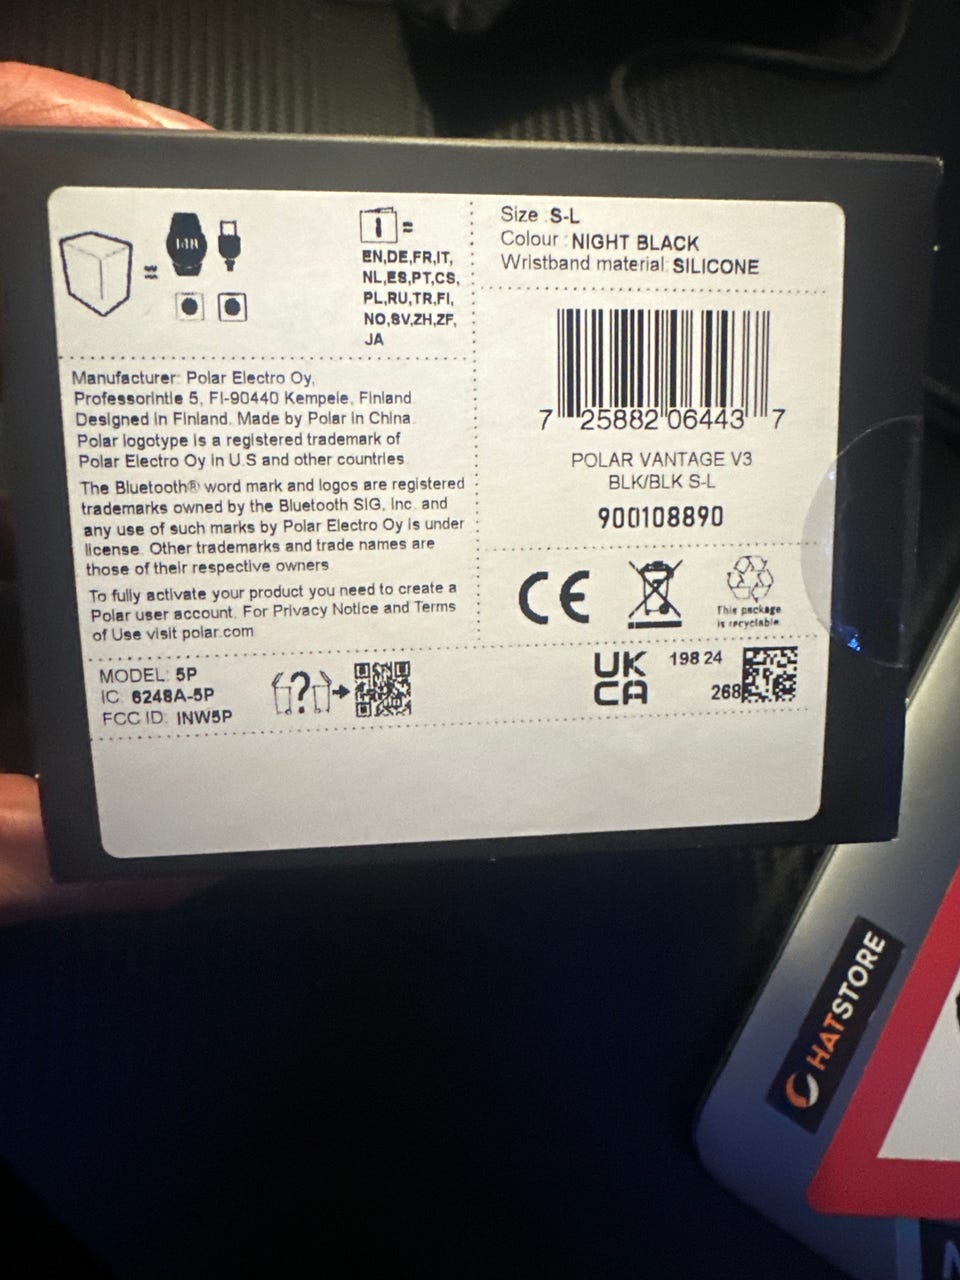 EN,DE,FR,IT,
NL,ES,PT,CS,
PL,RU,TR,FI,
NO,SV,ZH,ZF,
JA
Size S-L
Colour : NIGHT BLACK
Wristband material: SILICONE
7 25882 06443 7
POLAR VANTAGE V3
BLK/BLK S-L
900108890
Manufacturer: Polar Electro Oy,
Professorintie 5, FI-90440 Kempele, Finland
Designed in Finland. Made by Polar in China.
Polar logotype is a registered trademark of
Polar Electro Oy in U.S and other countries.
The Bluetooth® word mark and logos are registered
trademarks owned by the Bluetooth SIG, Inc. and
any use of such marks by Polar Electro Oy is under
license. Other trademarks and trade names are
those of their respective owners.
To fully activate your product you need to create a
Polar user account. For Privacy Notice and Terms
of Use visit polar.com
CE
This package
is recyclable
MODEL: 5P
IC: 6248A-5P
FCC ID: INW5P
?
UK
CA
198 24
268
HATSTORE